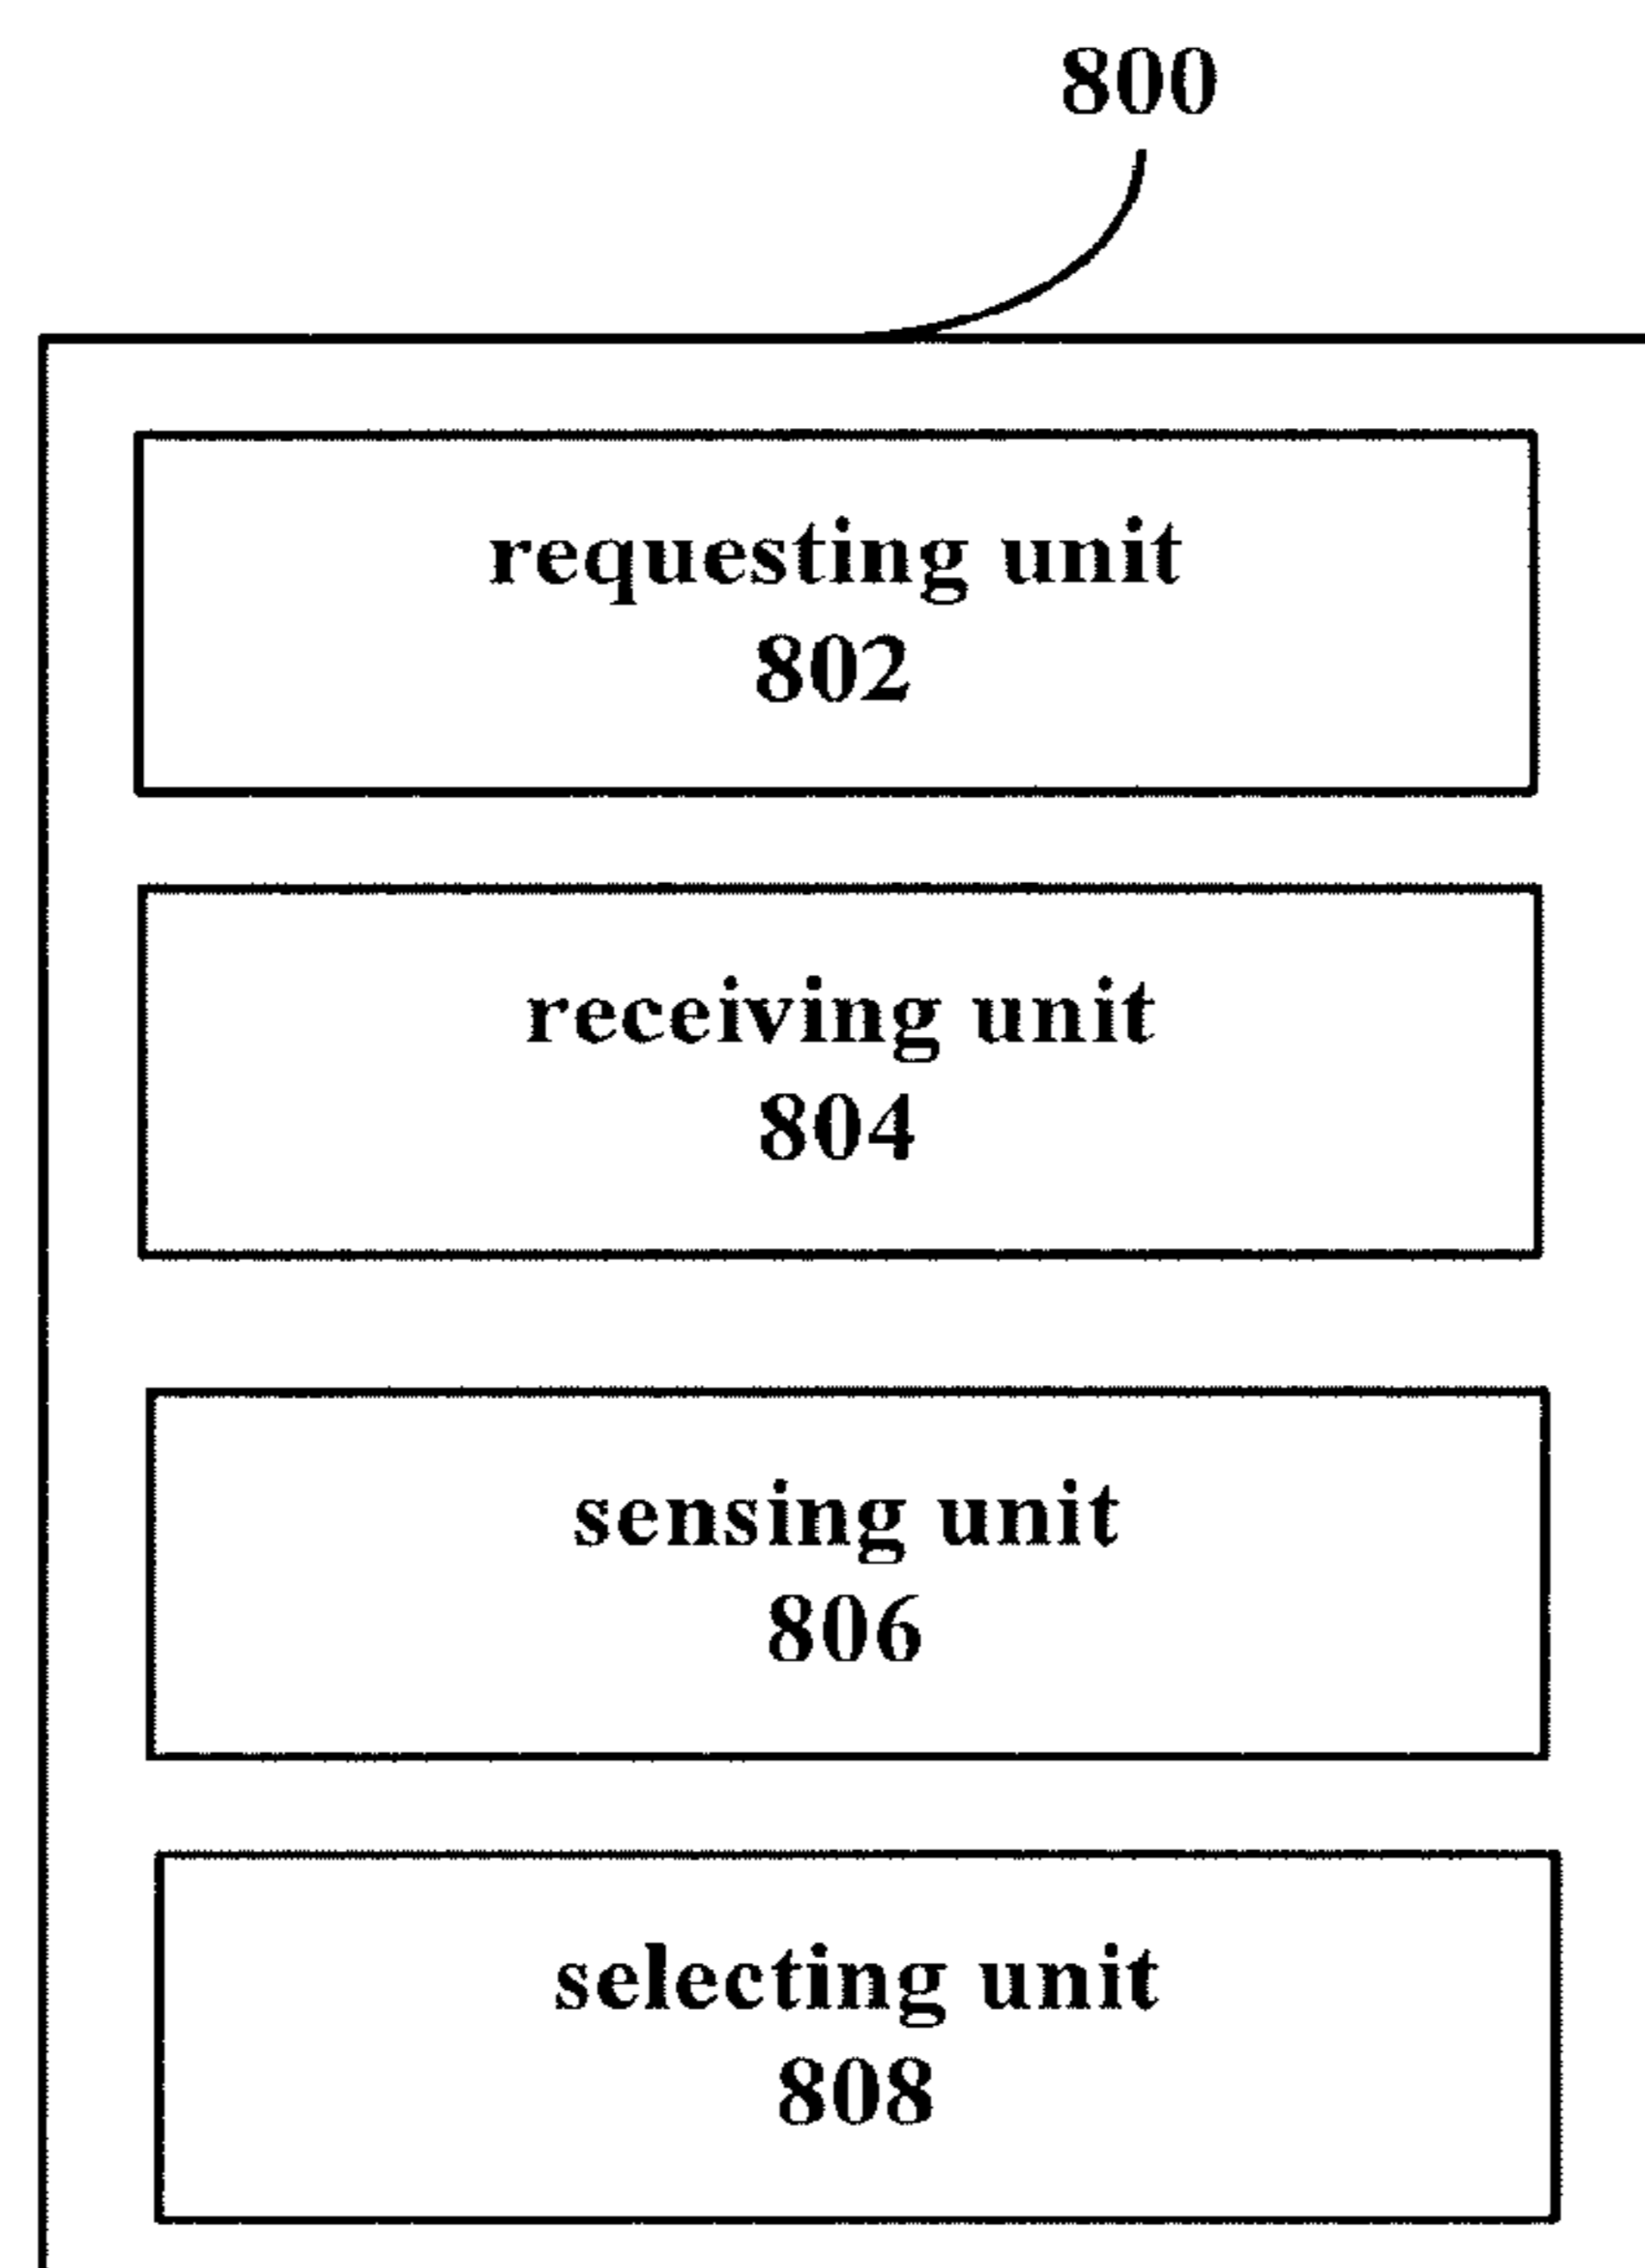 800
requesting unit
802
receiving unit
804
sensing unit
806
selecting unit
808